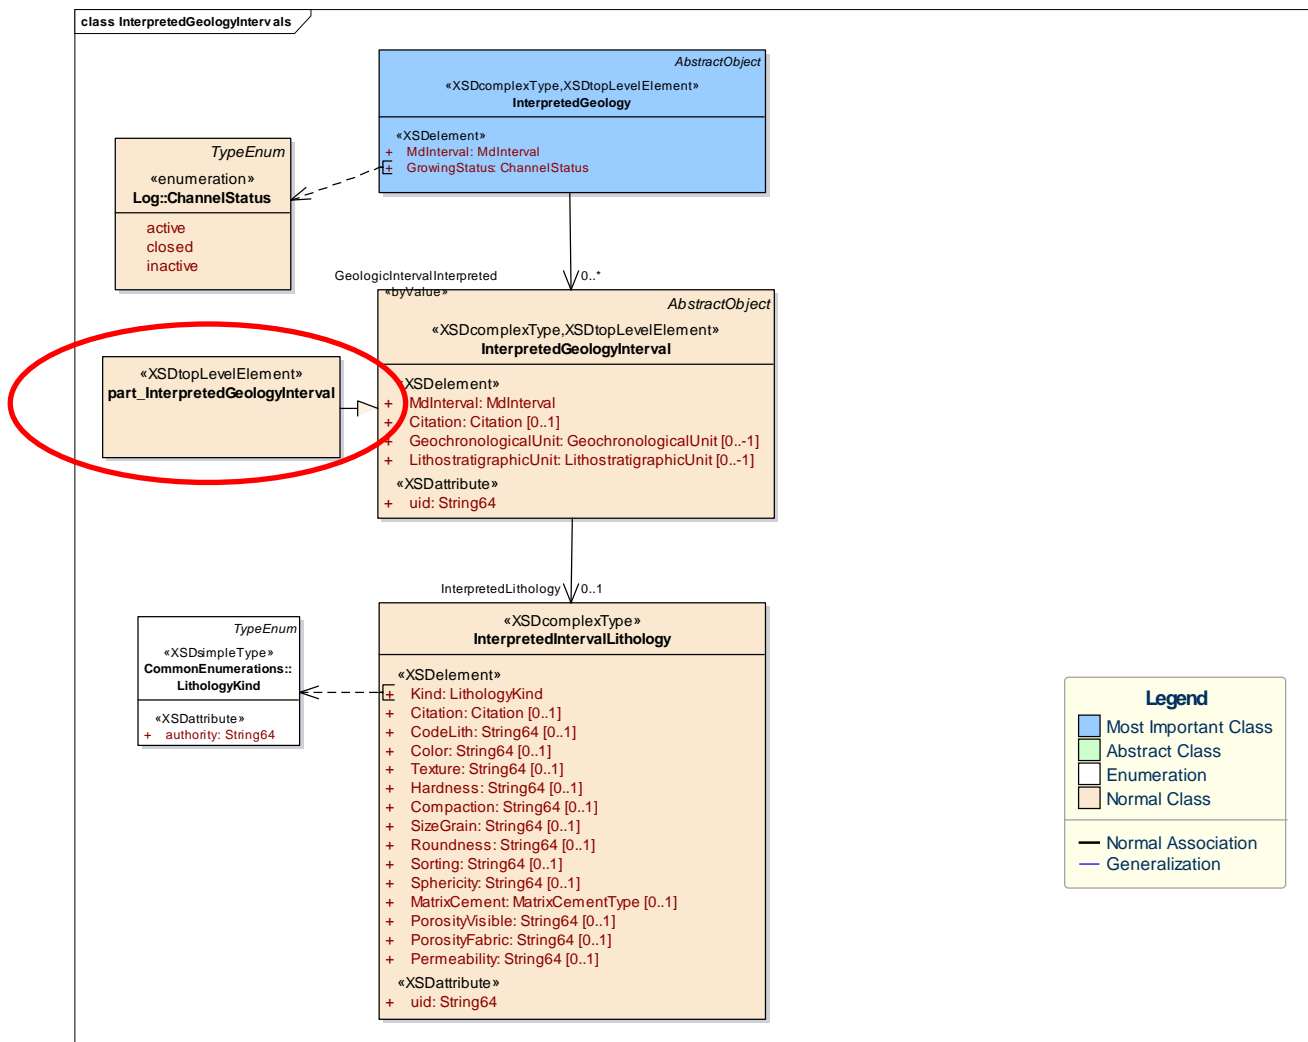 class InterpretedGeologyIntervals
AbstractObject
«XSDcomplexType,XSDtopLevelElement»
InterpretedGeology
«XSDelement»
+ MdInterval: MdInterval
+ GrowingStatus: ChannelStatus
TypeEnum
«enumeration»
Log::ChannelStatus
active
closed
inactive
GeologicIntervalInterpreted
«byValue»
0..*
AbstractObject
«XSDcomplexType,XSDtopLevelElement»
InterpretedGeologyInterval
«XSDelement»
+ MdInterval: MdInterval
+ Citation: Citation [0..1]
+ GeochronologicalUnit: GeochronologicalUnit [0..-1]
+ LithostratigraphicUnit: LithostratigraphicUnit [0..-1]
«XSDattribute»
+ uid: String64
«XSDtopLevelElement»
part_InterpretedGeologyInterval
InterpretedLithology
0..1
«XSDcomplexType»
InterpretedIntervalLithology
«XSDelement»
+ Kind: LithologyKind
+ Citation: Citation [0..1]
+ CodeLith: String64 [0..1]
+ Color: String64 [0..1]
+ Texture: String64 [0..1]
+ Hardness: String64 [0..1]
+ Compaction: String64 [0..1]
+ SizeGrain: String64 [0..1]
+ Roundness: String64 [0..1]
+ Sorting: String64 [0..1]
+ Sphericity: String64 [0..1]
+ MatrixCement: MatrixCementType [0..1]
+ PorosityVisible: String64 [0..1]
+ PorosityFabric: String64 [0..1]
+ Permeability: String64 [0..1]
«XSDattribute»
+ uid: String64
TypeEnum
«XSDsimpleType»
CommonEnumerations::
LithologyKind
«XSDattribute»
+ authority: String64
Legend
Most Important Class
Abstract Class
Enumeration
Normal Class
Normal Association
Generalization